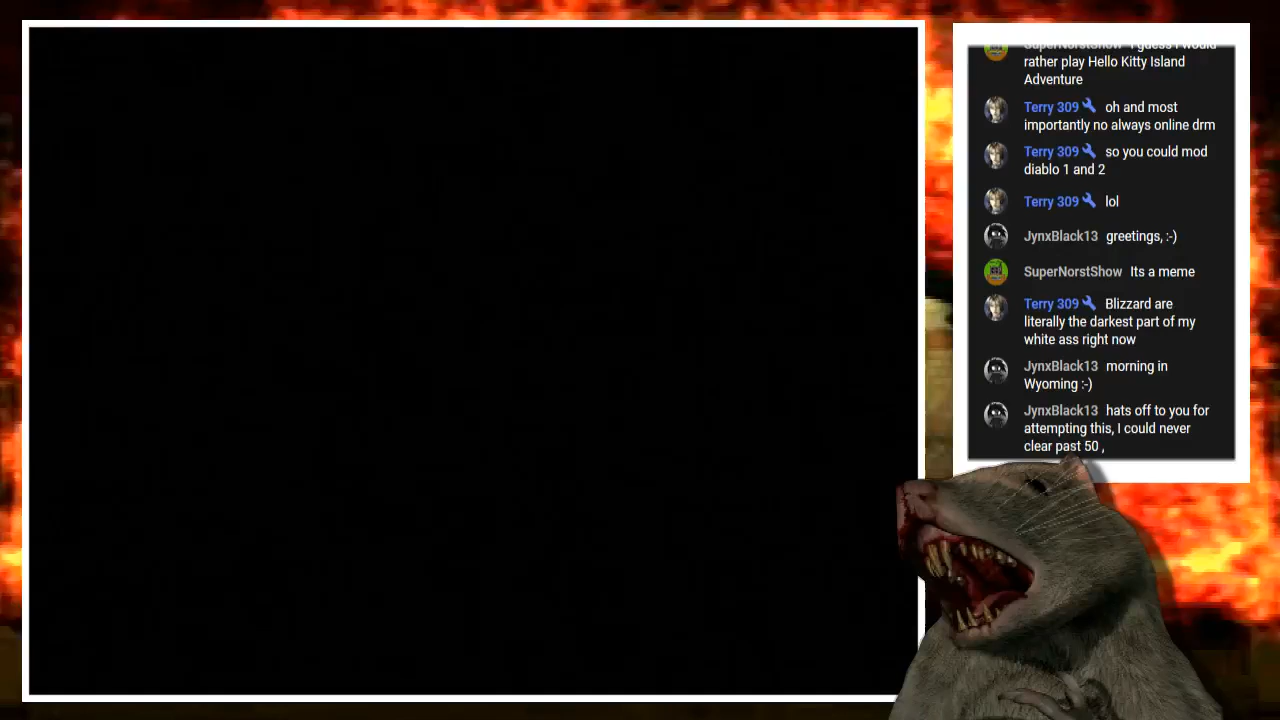 SuperNorstShow I guess I would
rather play Hello Kitty Island
Adventure
Terry 309 oh and most
importantly no always online drm
Terry 309 so you could mod
diablo 1 and 2
Terry 309 lol
JynxBlack13 greetings, :-)
SuperNorstShow Its a meme
Terry 309 Blizzard are
literally the darkest part of my
white ass right now
JynxBlack13 morning in
Wyoming :-)
JynxBlack13 hats off to you for
attempting this, I could never
clear past 50 ,